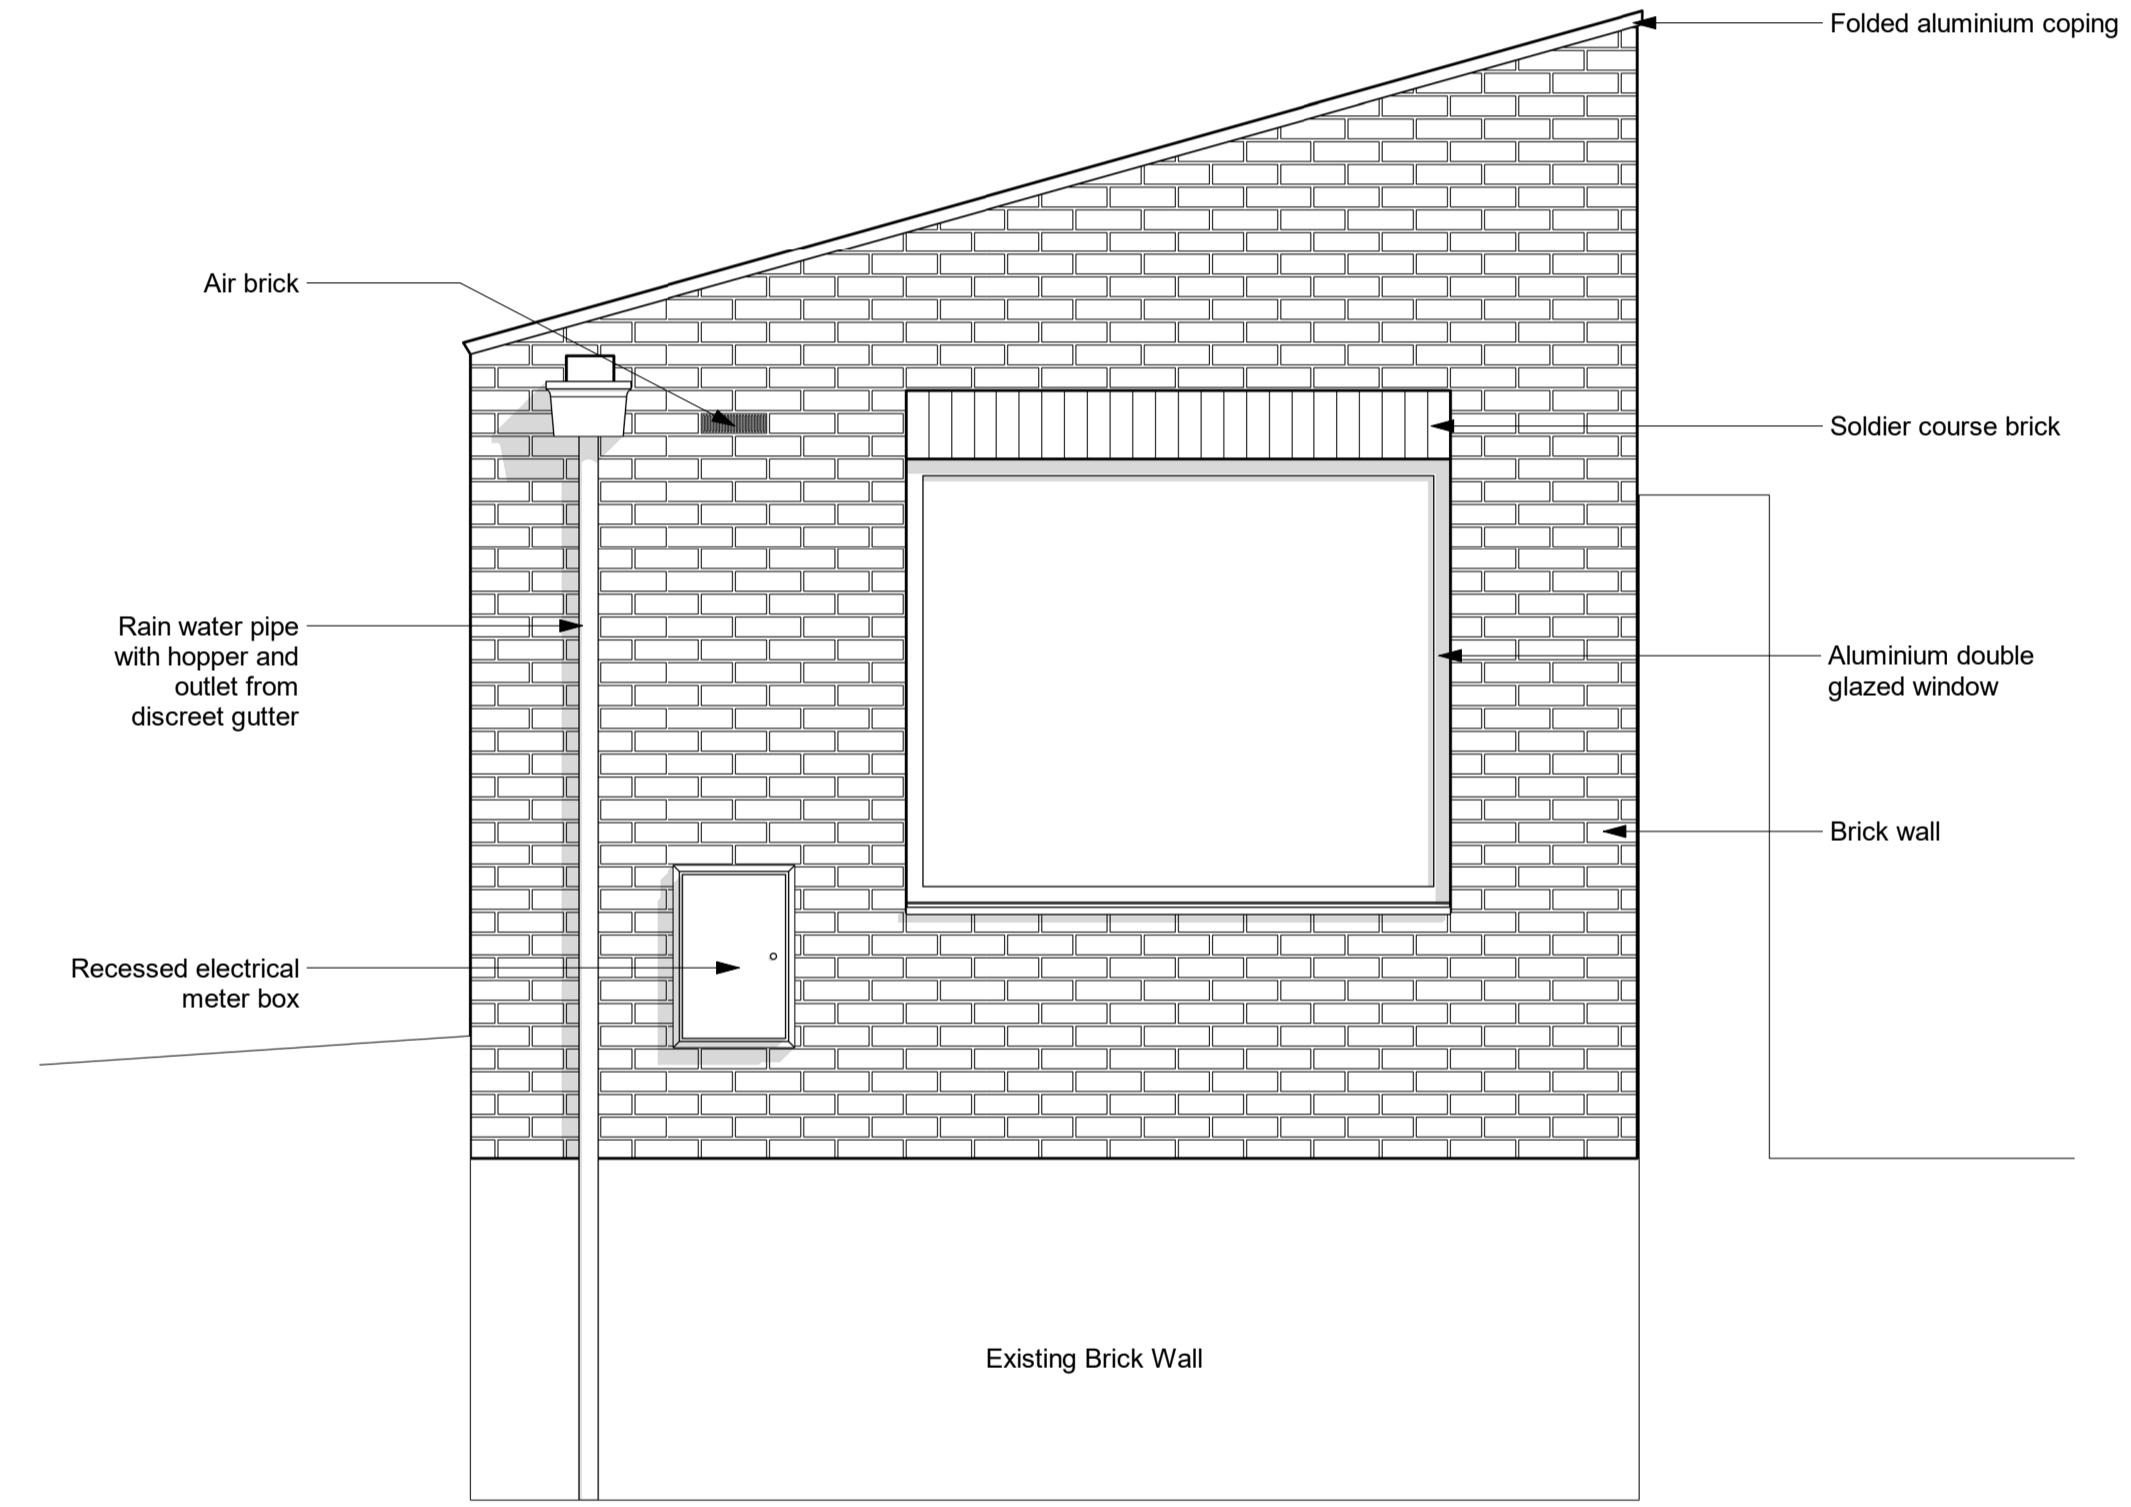 Folded aluminium coping
Air brick
Soldier course brick
Rain water pipe
with hopper and
outlet from
discreet gutter
Aluminium double
glazed window
Brick wall
Recessed electrical
meter box
Existing Brick Wall